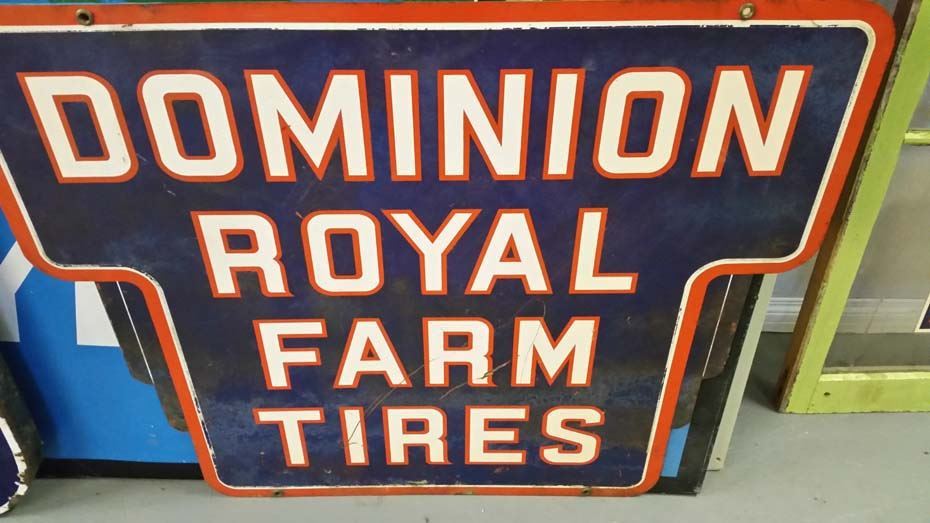 DOMINION
ROYAL
FARM
TIRES